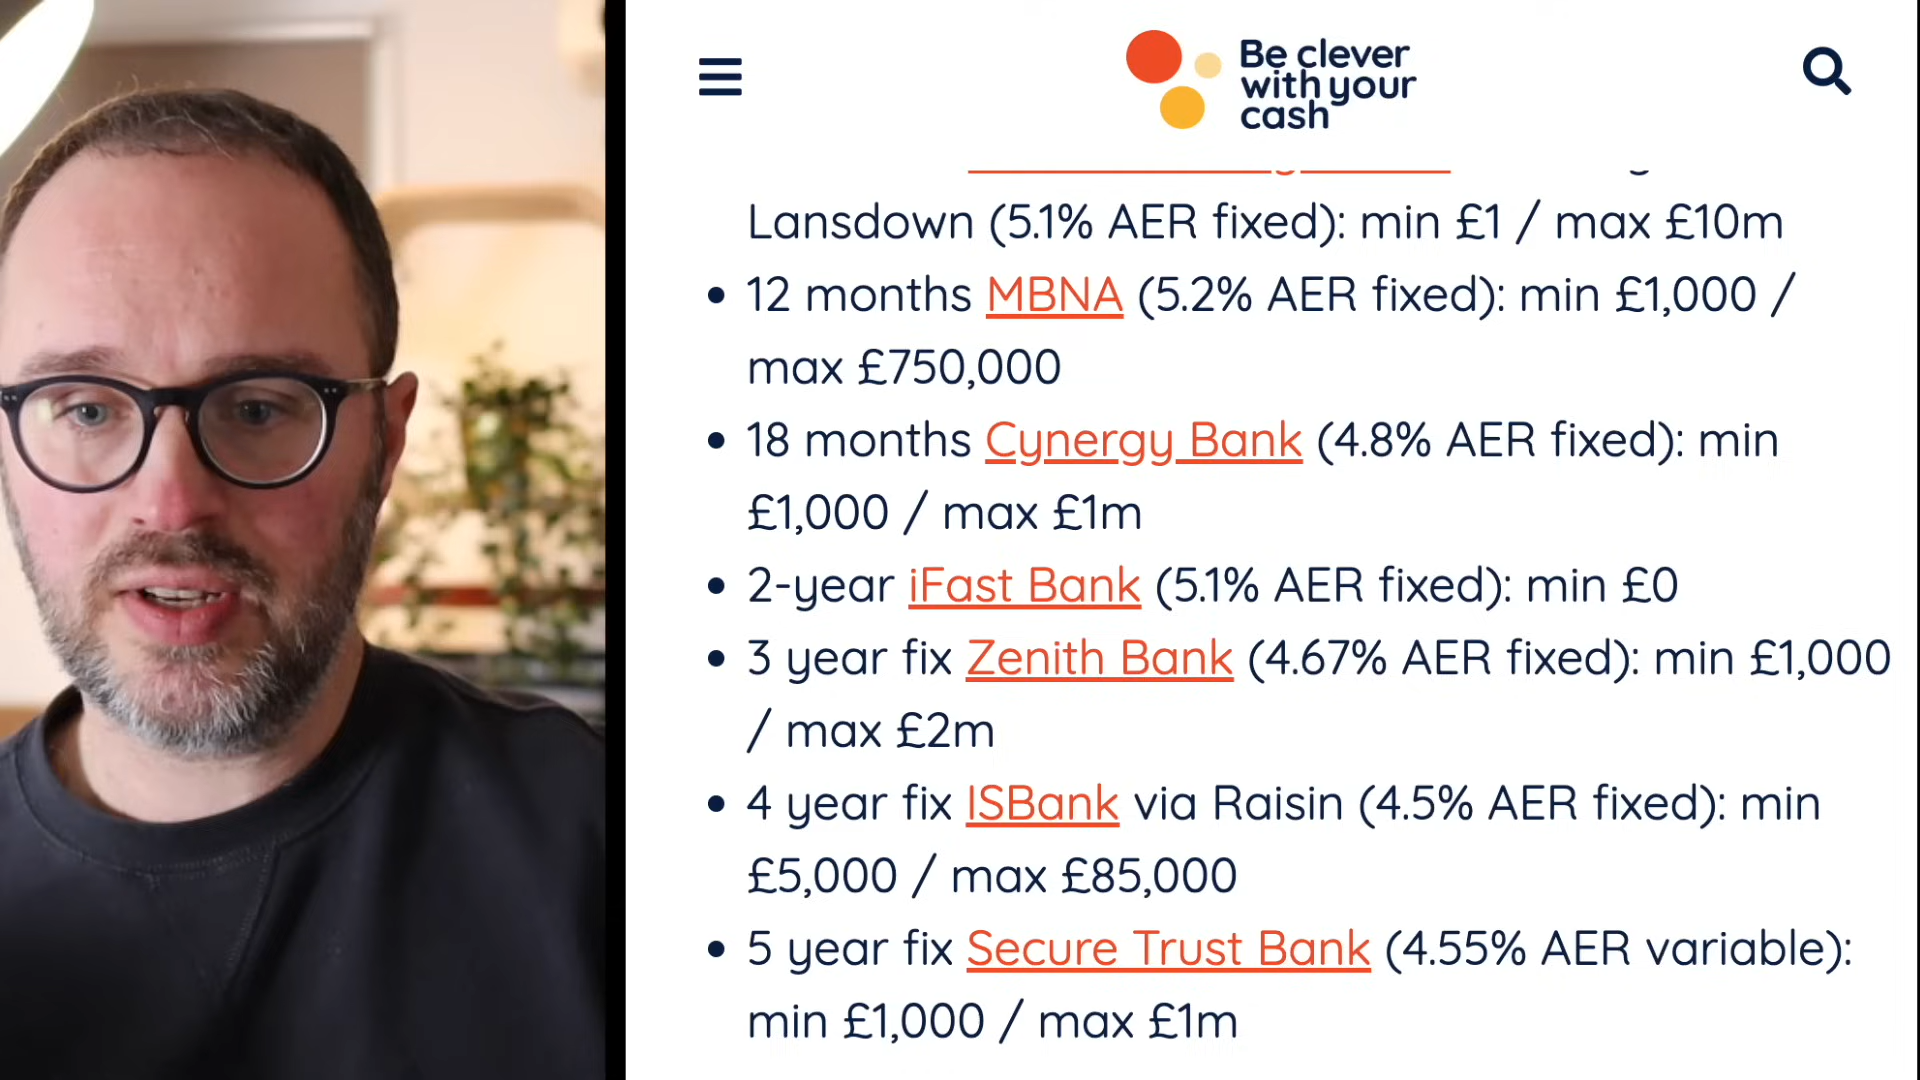 Be clever
with your
cash
Lansdown (5.1% AER fixed): min £1 / max £10m
12 months MBNA (5.2% AER fixed): min £1,000 /
max £750,000
18 months Cynergy Bank (4.8% AER fixed): min
£1,000 / max £1m
2-year iFast Bank (5.1% AER fixed): min £0
3 year fix Zenith Bank (4.67% AER fixed): min £1,000
/ max £2m
4 year fix ISBank via Raisin (4.5% AER fixed): min
£5,000 / max £85,000
5 year fix Secure Trust Bank (4.55% AER variable):
min £1,000 / max £1m